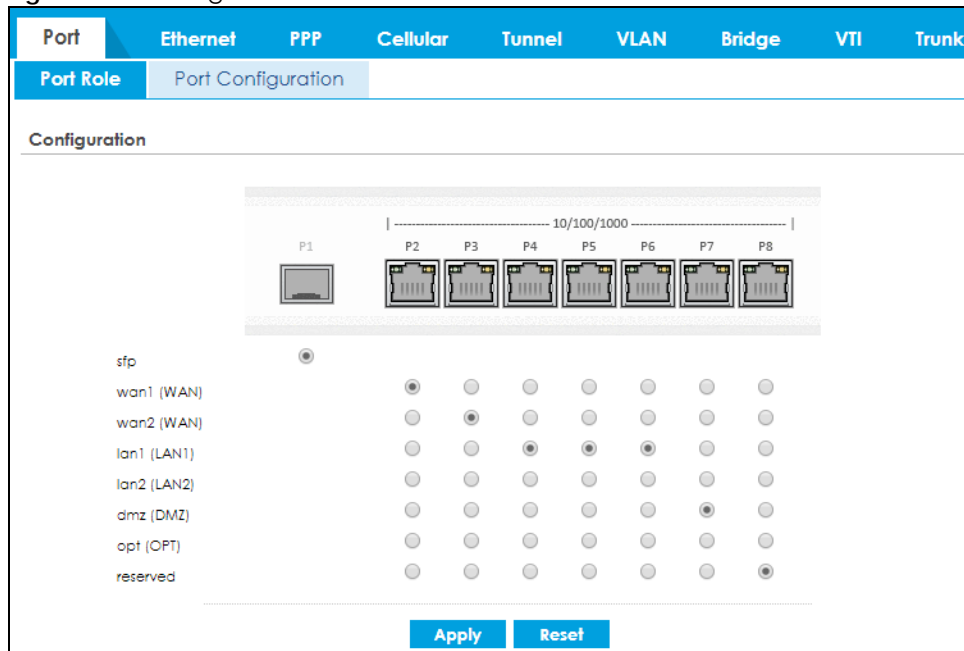 Port Ethernet PPP Cellular Tunnel VLAN Bridge VTI Trunk
Port Role Port Configuration
Configuration
10/100/1000
P1 P2 P3 P4 P5 P6 P7 P8
sfp
wan1 (WAN)
wan2 (WAN)
lan1 (LAN1)
lan2 (LAN2)
dmz (DMZ)
opt (OPT)
reserved
Apply Reset